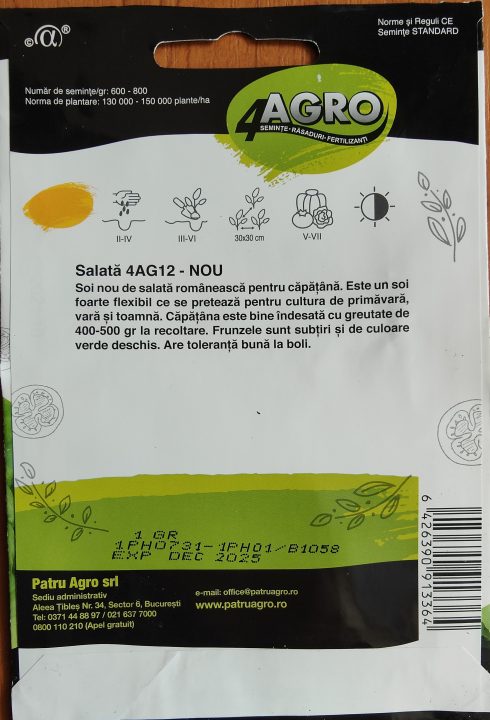 © α ®
Norme și Reguli CE
Semințe STANDARD
Număr de semințe/gr: 600 - 800
Norma de plantare: 130 000 - 150 000 plante/ha
4AGRO
SEMINȚE • RĂSADURI • FERTILIZANȚI
II-IV III-VI 30x30 cm V-VII
Salată 4AG12 - NOU
Soi nou de salată românească pentru căpățână. Este un soi
foarte flexibil ce se pretează pentru cultura de primăvară,
vară și toamnă. Căpățâna este bine îndesată cu greutate de
400-500 gr la recoltare. Frunzele sunt subțiri și de culoare
verde deschis. Are toleranță bună la boli.
1 GR
1PH0731-1PH01/B1058
EXP DEC 2025
Patru Agro srl
Sediu administrativ
Aleea Țibleș Nr. 34, Sector 6, București
Tel: 0371 44 88 97 / 021 637 7000
0800 110 210 (Apel gratuit)
e-mail: office@patruagro.ro
www.patruagro.ro
6 426390 913364